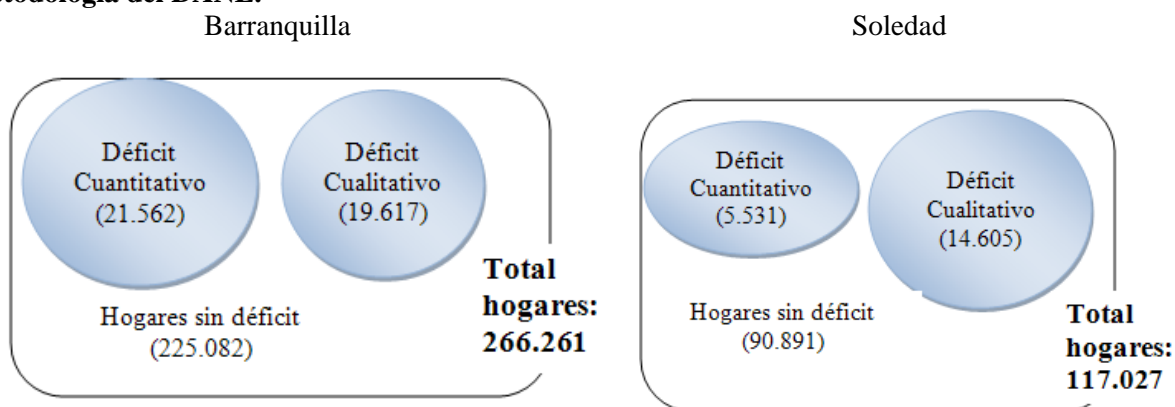 todología del DANE.
Barranquilla
Déficit
Cuantitativo
(21.562)
Déficit
Cualitativo
(19.617)
Hogares sin déficit
(225.082)
Total
hogares:
266.261
Soledad
Déficit
Cuantitativo
(5.531)
Déficit
Cualitativo
(14.605)
Hogares sin déficit
(90.891)
Total
hogares:
117.027